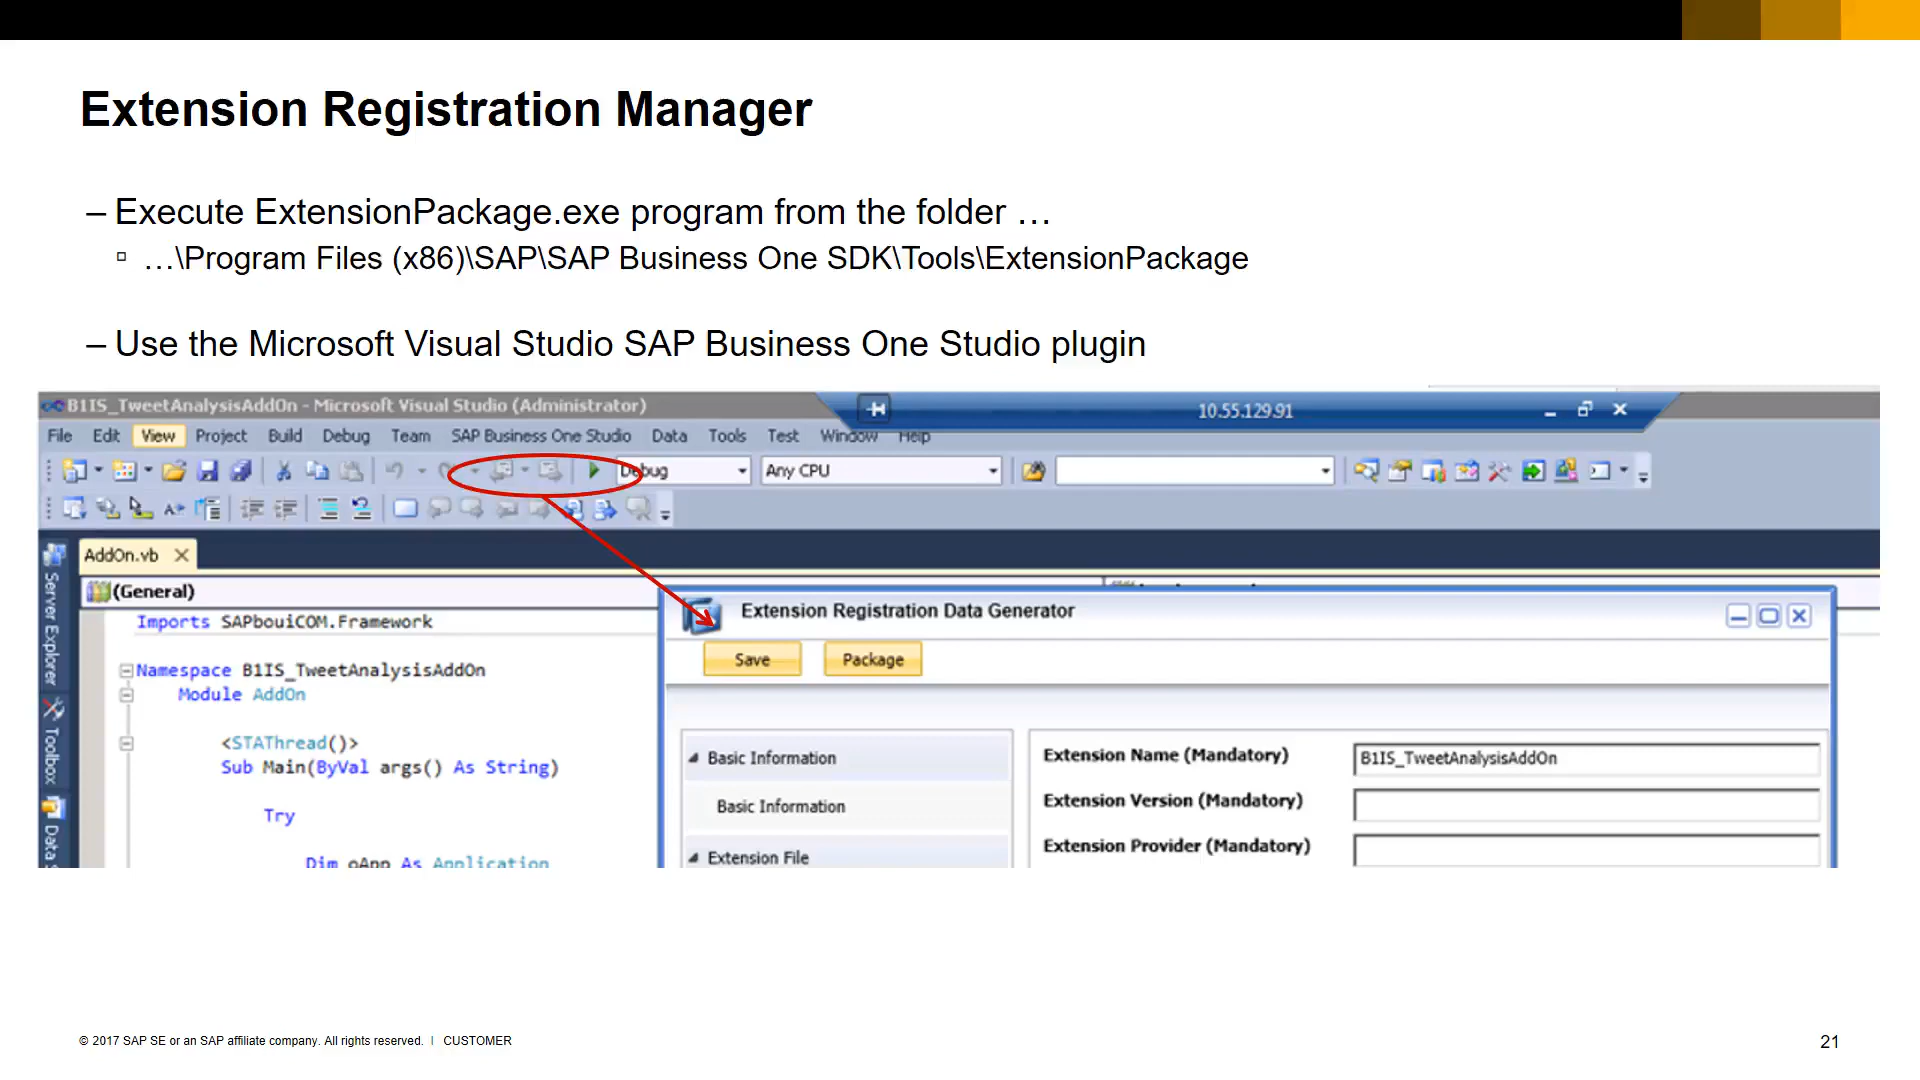 Extension Registration Manager
– Execute ExtensionPackage.exe program from the folder …
▫ …\Program Files (x86)\SAP\SAP Business One SDK\Tools\ExtensionPackage
– Use the Microsoft Visual Studio SAP Business One Studio plugin
B1IS_TweetAnalysisAddOn - Microsoft Visual Studio (Administrator)
10.55.129.91
File Edit View Project Build Debug Team SAP Business One Studio Data Tools Test Window Help
Debug Any CPU
AddOn.vb
(General)
Extension Registration Data Generator
Imports SAPbouiCOM.Framework
Save Package
Namespace B1IS_TweetAnalysisAddOn
Module AddOn
<STAThread()>
Sub Main(ByVal args() As String)
Try
Dim oApp As Application
Server Explorer
Toolbox
Basic Information
Basic Information
Extension File
Extension Name (Mandatory) B1IS_TweetAnalysisAddOn
Extension Version (Mandatory)
Extension Provider (Mandatory)
© 2017 SAP SE or an SAP affiliate company. All rights reserved. | CUSTOMER
21